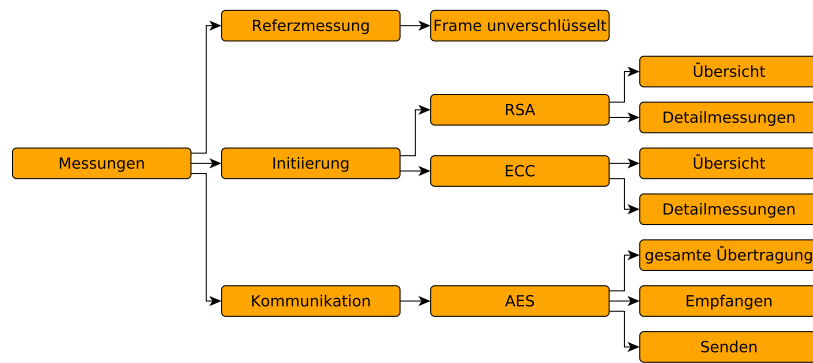 Referzmessung
Frame unverschlüsselt
Übersicht
RSA
Detailmessungen
Messungen
Initiierung
ECC
Übersicht
Detailmessungen
gesamte Übertragung
Kommunikation
AES
Empfangen
Senden